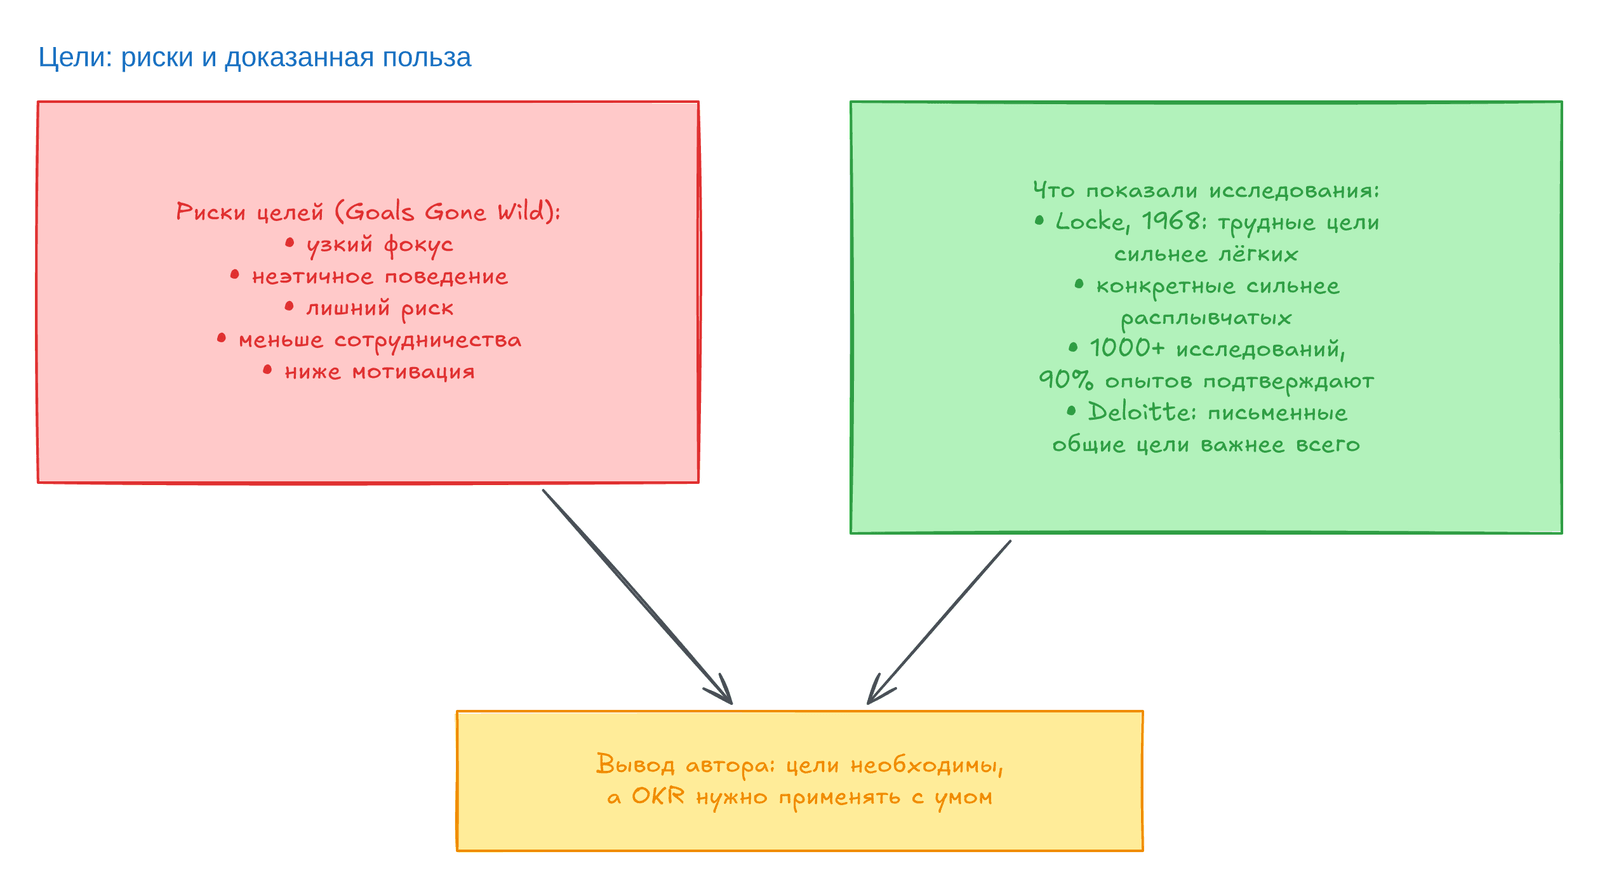 Цели: риски и доказанная польза
Риски целей (Goals Gone Wild):
• узкий фокус
• неэтичное поведение
• лишний риск
• меньше сотрудничества
• ниже мотивация
Что показали исследования:
• Locke, 1968: трудные цели
сильнее лёгких
• конкретные сильнее
расплывчатых
• 1000+ исследований,
90% опытов подтверждают
• Deloitte: письменные
общие цели важнее всего
Вывод автора: цели необходимы,
а OKR нужно применять с умом